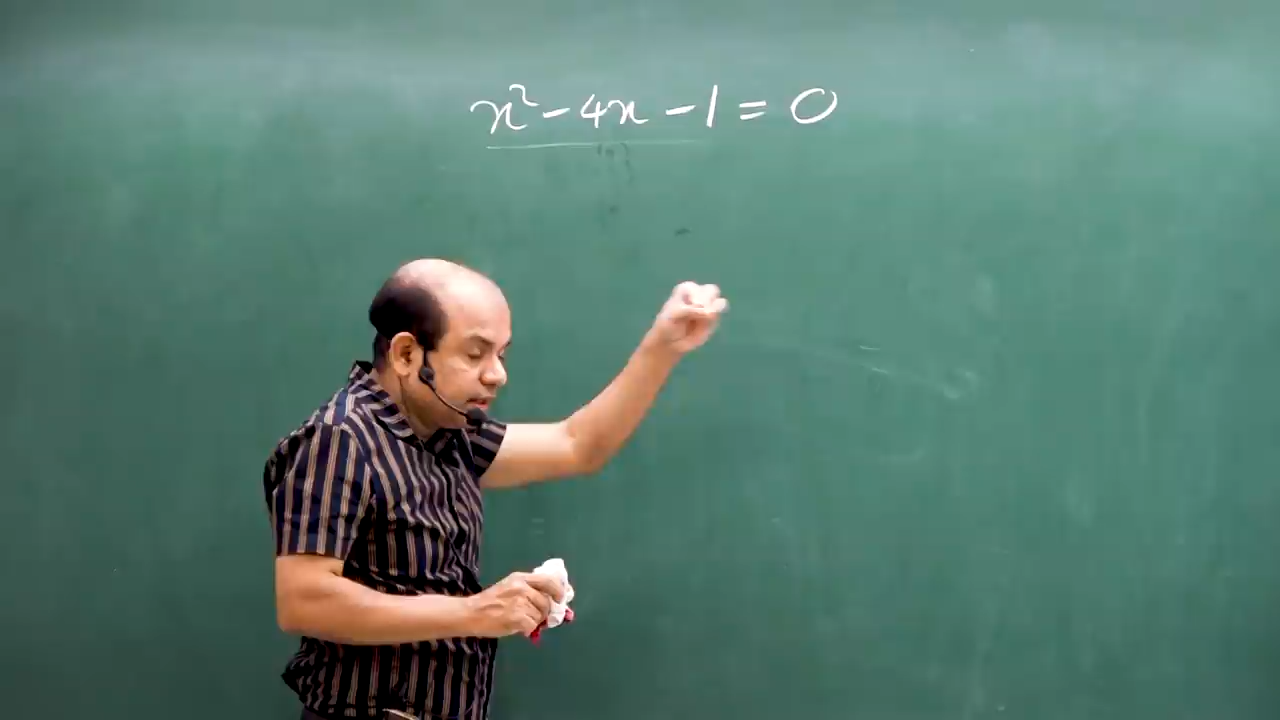 x² - 4x - 1 = 0